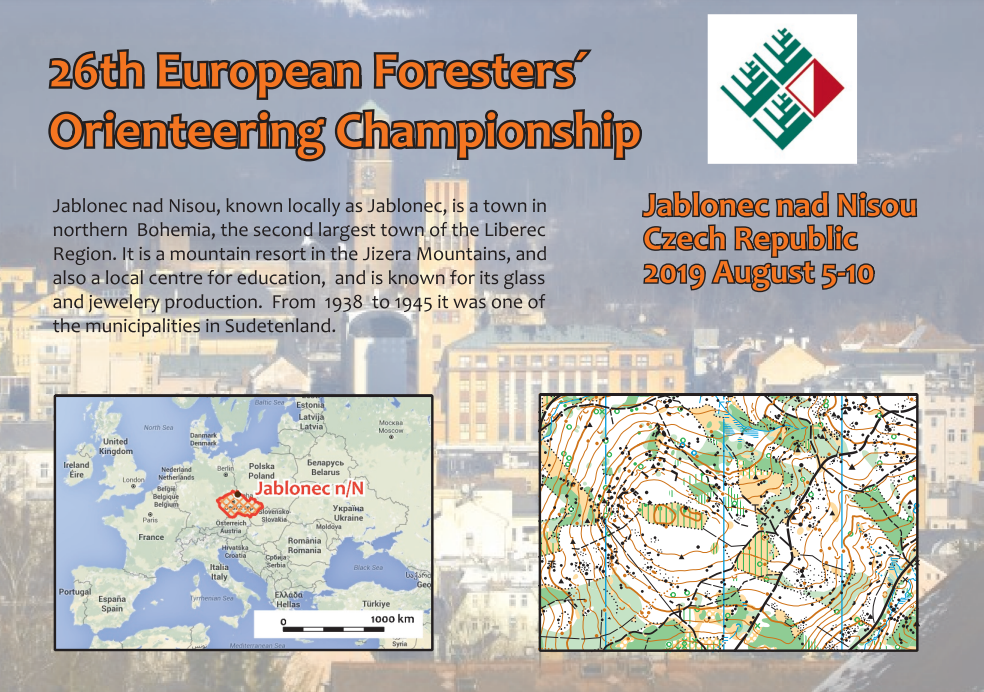 26th European Foresters´
Orienteering Championship
Jablonec nad Nisou, known locally as Jablonec, is a town in
northern Bohemia, the second largest town of the Liberec
Region. It is a mountain resort in the Jizera Mountains, and
also a local centre for education, and is known for its glass
and jewelery production. From 1938 to 1945 it was one of
the municipalities in Sudetenland.
Jablonec nad Nisou
Czech Republic
2019 August 5-10
Baltic Sea
Estonia
Latvija
Latvia
Москва
Moscow
North Sea
Danmark
Denmark
United
Kingdom
Ireland
Éire
London
Nederland
Netherlands
Berlin
Polska
Poland
Беларусь
Belarus
België
Belgique
Belgien
Jablonec n/N
Paris
Slovensko
Slovakia
Україна
Ukraine
Österreich
Austria
Moldova
France
România
Romania
Hrvatska
Croatia
Србија
Serbia
Italia
Italy
Black Sea
Geo
Portugal
España
Spain
Tyrrhenian Sea
Ελλάδα
Hellas
Türkiye
0
1000 km
Mediterranean Sea
Syria